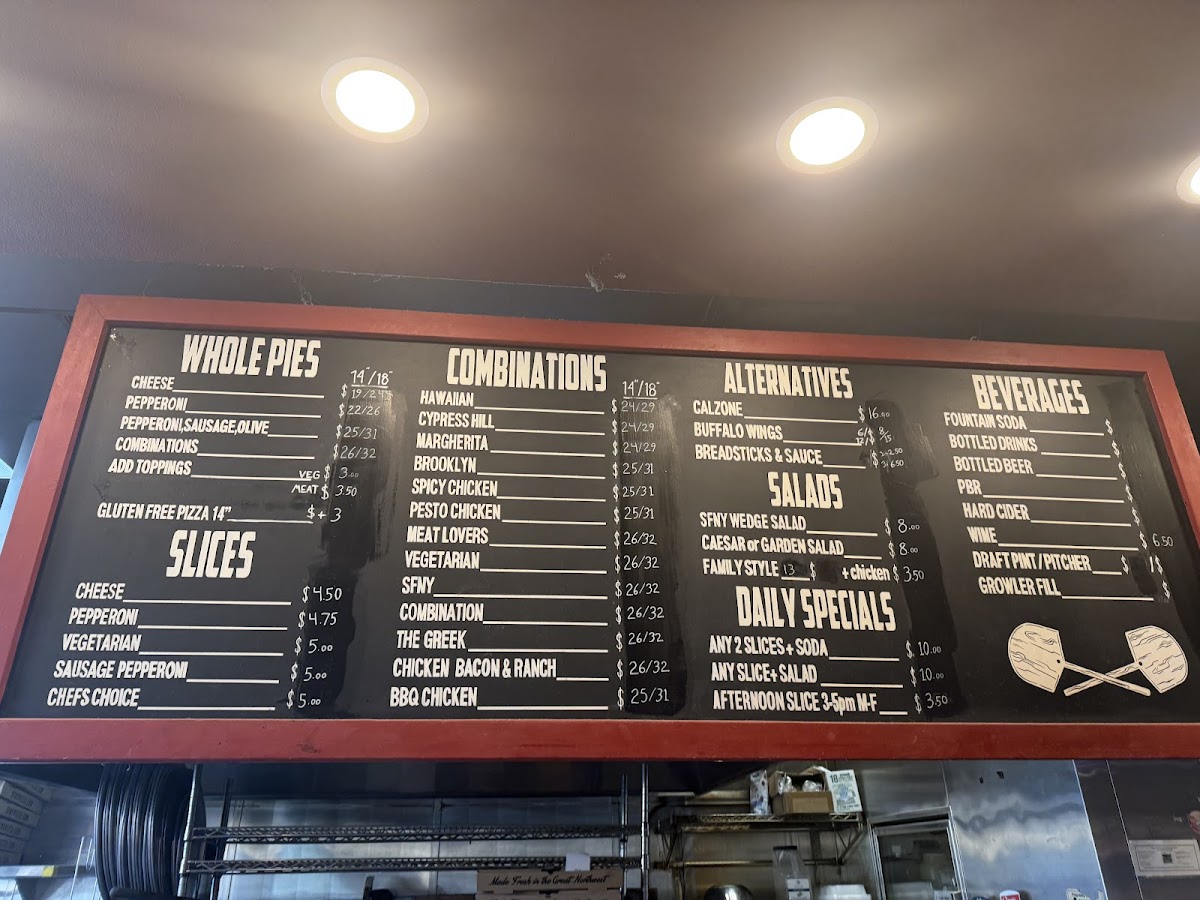 WHOLE PIES
14"/18"
CHEESE $19/24
PEPPERONI $22/26
PEPPERONI,SAUSAGE,OLIVE $25/31
COMBINATIONS $26/32
ADD TOPPINGS VEG $ 3.00
MEAT $ 3.50
GLUTEN FREE PIZZA 14" $ + 3
SLICES
CHEESE $4.50
PEPPERONI $4.75
VEGETARIAN $5.00
SAUSAGE PEPPERONI $5.00
CHEFS CHOICE $5.00
COMBINATIONS
14"/18"
HAWAIIAN $24/29
CYPRESS HILL $24/29
MARGHERITA $24/29
BROOKLYN $25/31
SPICY CHICKEN $25/31
PESTO CHICKEN $25/31
MEAT LOVERS $26/32
VEGETARIAN $26/32
SFNY $26/32
COMBINATION $26/32
THE GREEK $26/32
CHICKEN BACON & RANCH $26/32
BBQ CHICKEN $25/31
ALTERNATIVES
CALZONE $16.00
BUFFALO WINGS
BREADSTICKS & SAUCE
SALADS
SFNY WEDGE SALAD $ 8.00
CAESAR or GARDEN SALAD $ 8.00
FAMILY STYLE 13 $ + chicken $3.50
DAILY SPECIALS
ANY 2 SLICES + SODA $ 10.00
ANY SLICE + SALAD $ 10.00
AFTERNOON SLICE 3-5pm M-F $ 3.50
BEVERAGES
FOUNTAIN SODA $
BOTTLED DRINKS $
BOTTLED BEER $
PBR $
HARD CIDER $
WINE $ 6.50
DRAFT PINT / PITCHER $
GROWLER FILL $
Made Fresh in the Great Northwest